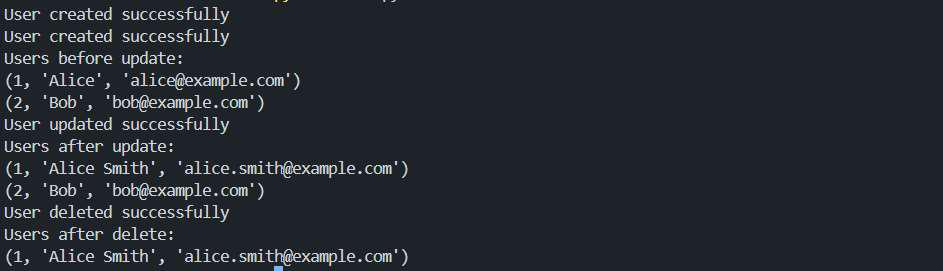 User created successfully
User created successfully
Users before update:
(1, 'Alice', 'alice@example.com')
(2, 'Bob', 'bob@example.com')
User updated successfully
Users after update:
(1, 'Alice Smith', 'alice.smith@example.com')
(2, 'Bob', 'bob@example.com')
User deleted successfully
Users after delete:
(1, 'Alice Smith', 'alice.smith@example.com')